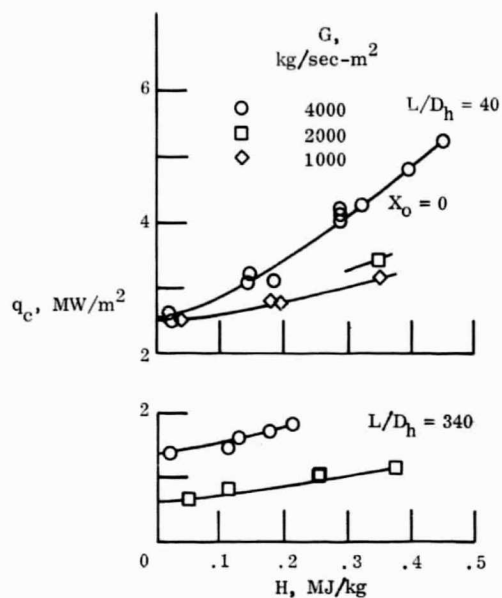 G,
kg/sec-m²
4000
2000
1000
L/D_h = 40
X_o = 0
6
4
q_c, MW/m²
2
2
L/D_h = 340
0
0 .1 .2 .3 .4 .5
H, MJ/kg